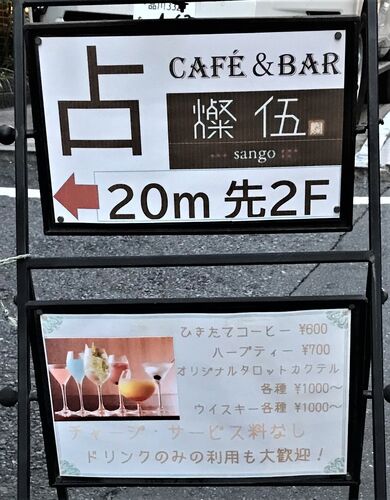 占
CAFÉ & BAR
燦 伍
sango
20m 先2F
ひきたてコーヒー ¥600
ハーブティー ¥700
オリジナルタロットカクテル
各種 ¥1000〜
ウイスキー各種 ¥1000〜
チャージ・サービス料なし
ドリンクのみの利用も大歓迎！